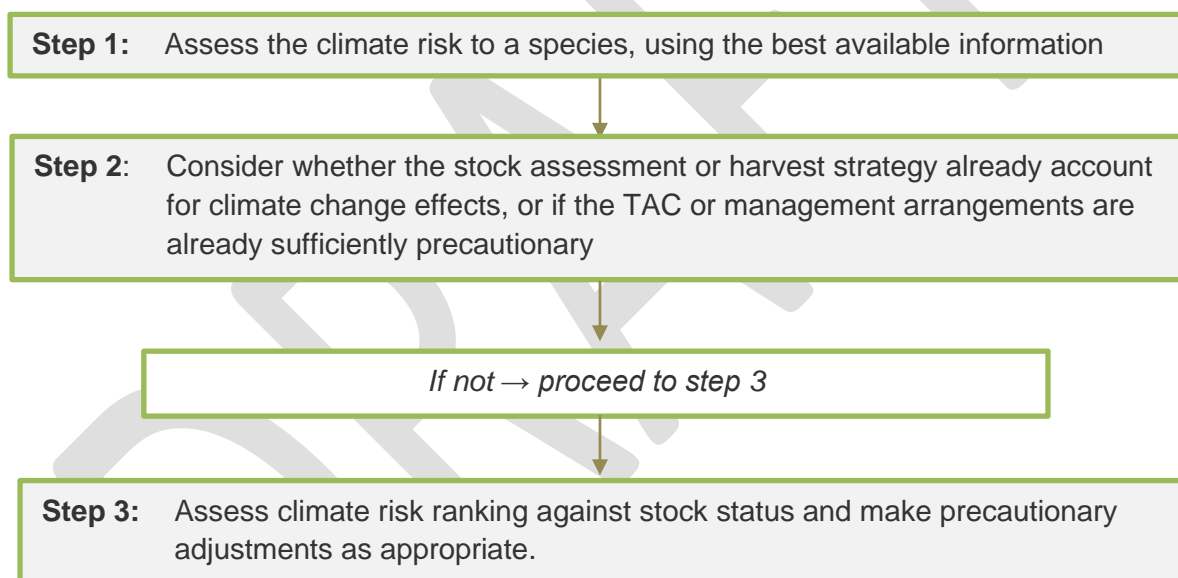 Step 1: Assess the climate risk to a species, using the best available information
Step 2: Consider whether the stock assessment or harvest strategy already account
for climate change effects, or if the TAC or management arrangements are
already sufficiently precautionary
If not → proceed to step 3
Step 3: Assess climate risk ranking against stock status and make precautionary
adjustments as appropriate.
DRAFT